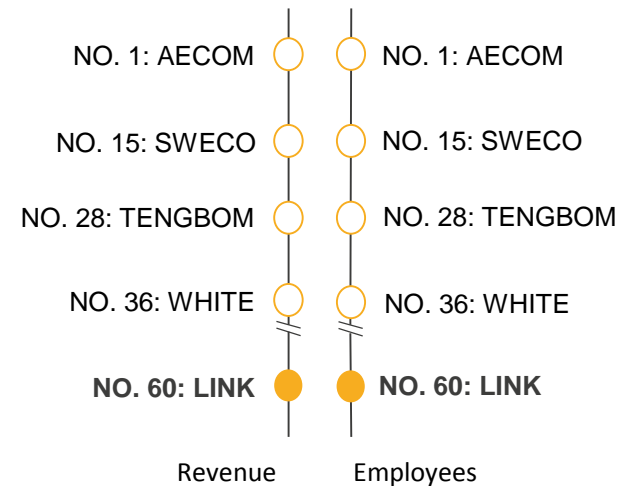 NO. 1: AECOM NO. 1: AECOM
NO. 15: SWECO NO. 15: SWECO
NO. 28: TENGBOM NO. 28: TENGBOM
NO. 36: WHITE NO. 36: WHITE
NO. 60: LINK NO. 60: LINK
Revenue Employees